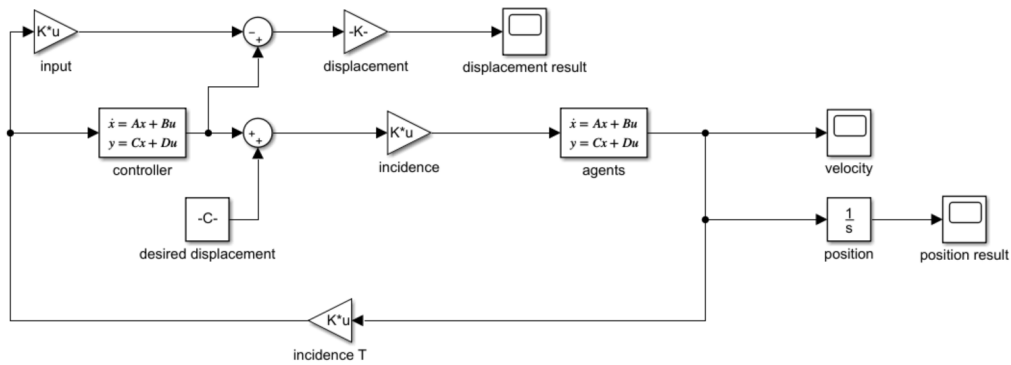 K*u
-
+
-K-
input
displacement
displacement result
ẋ = Ax + Bu
y = Cx + Du
+
+
K*u
ẋ = Ax + Bu
y = Cx + Du
controller
incidence
agents
velocity
-C-
1
s
desired displacement
position
position result
K*u
incidence T